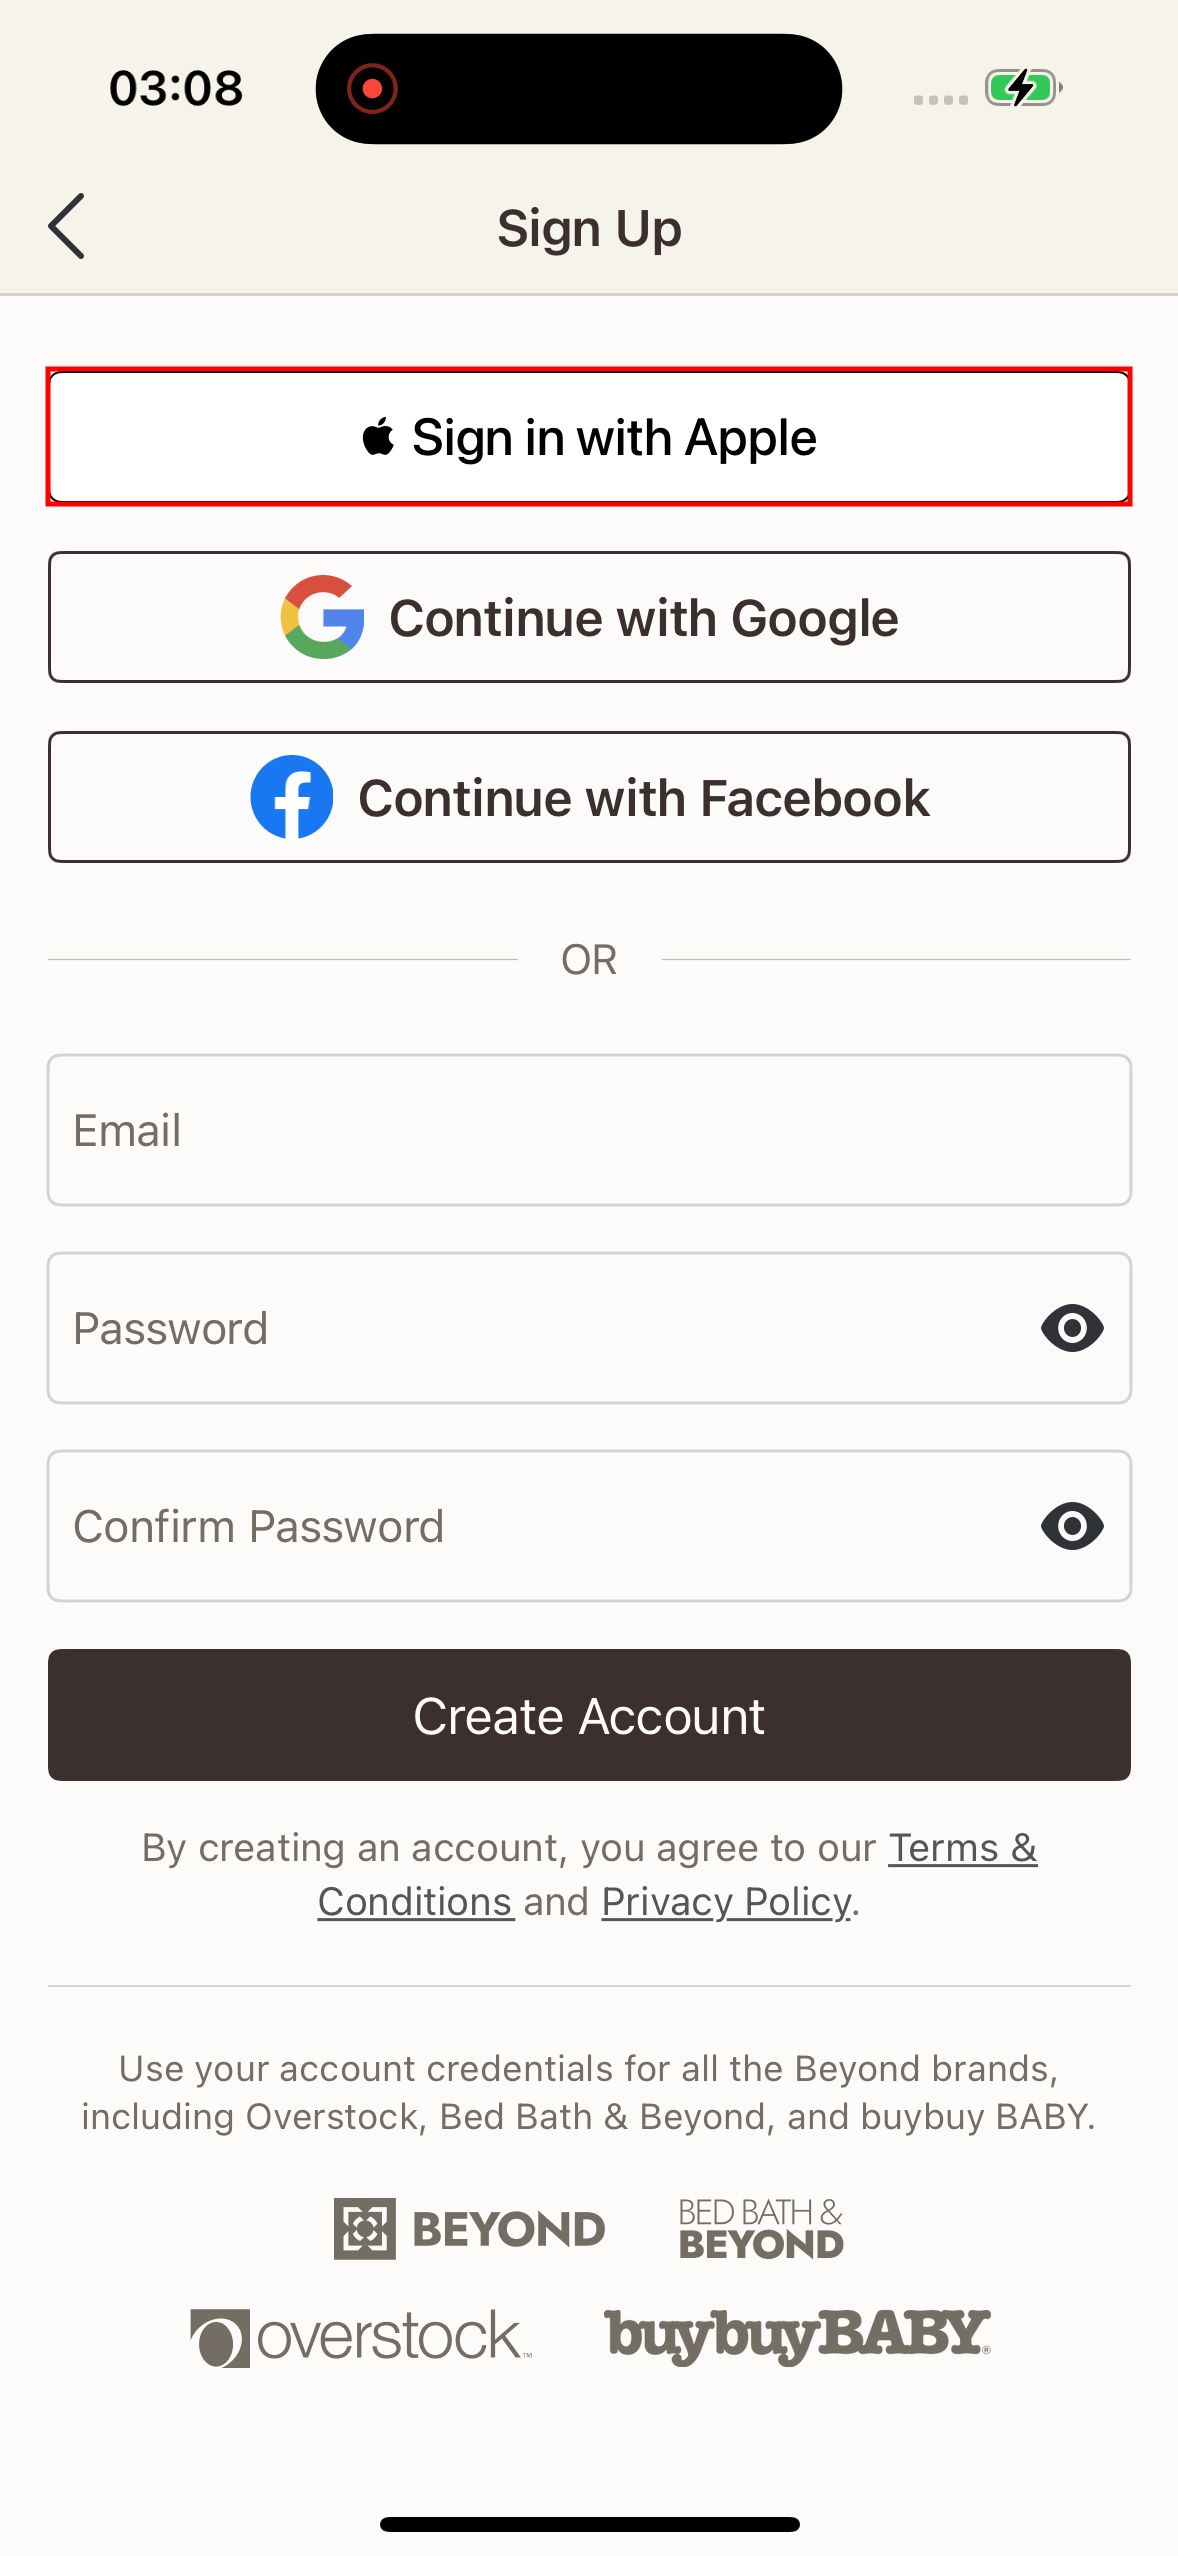 03:08
Sign Up
Sign in with Apple
Continue with Google
Continue with Facebook
OR
Email
Password
Confirm Password
Create Account
By creating an account, you agree to our Terms &
Conditions and Privacy Policy.
Use your account credentials for all the Beyond brands,
including Overstock, Bed Bath & Beyond, and buybuy BABY.
BEYOND
BED BATH &
BEYOND
overstock™
buybuyBABY®